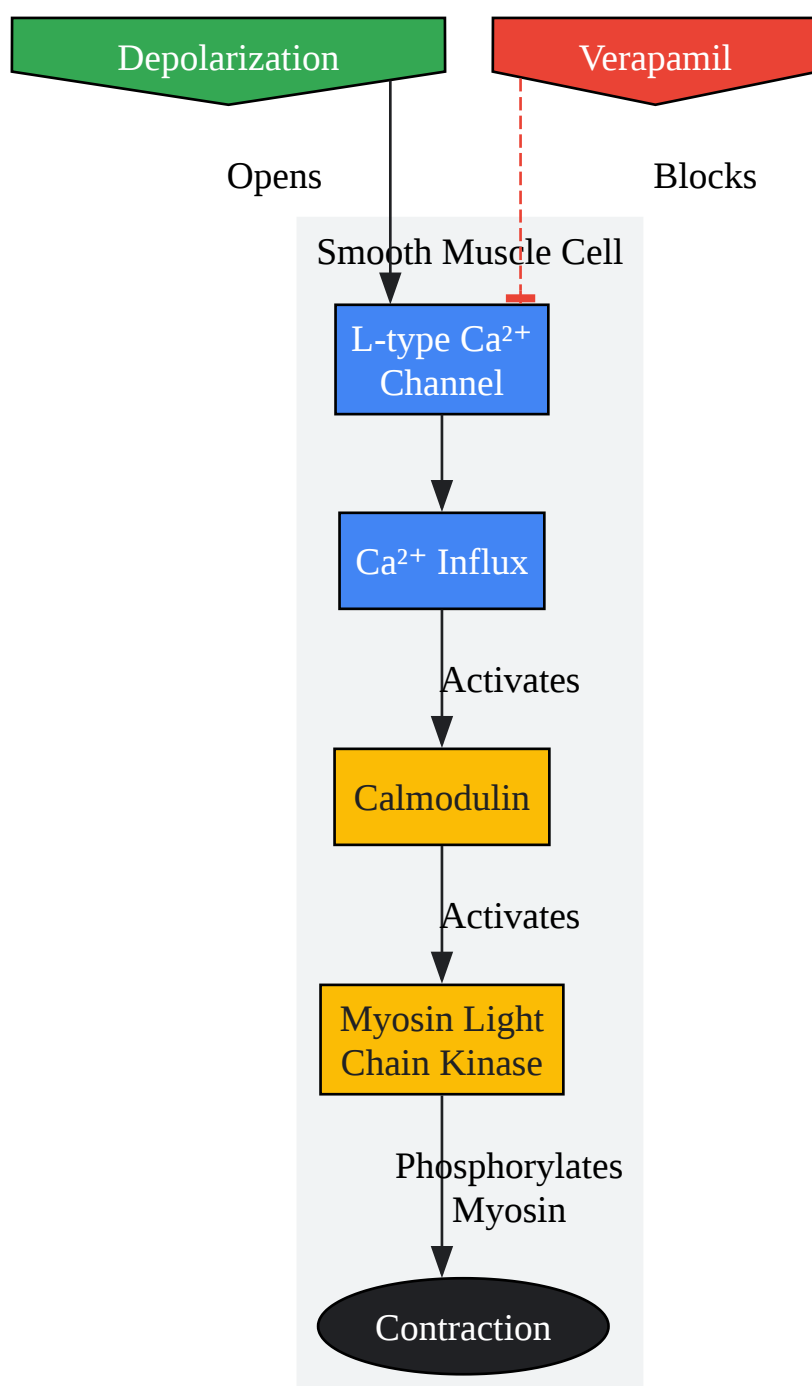 Depolarization
Verapamil
Opens
Blocks
Smooth Muscle Cell
L-type Ca²⁺
Channel
Ca²⁺ Influx
Activates
Calmodulin
Activates
Myosin Light
Chain Kinase
Phosphorylates
Myosin
Contraction